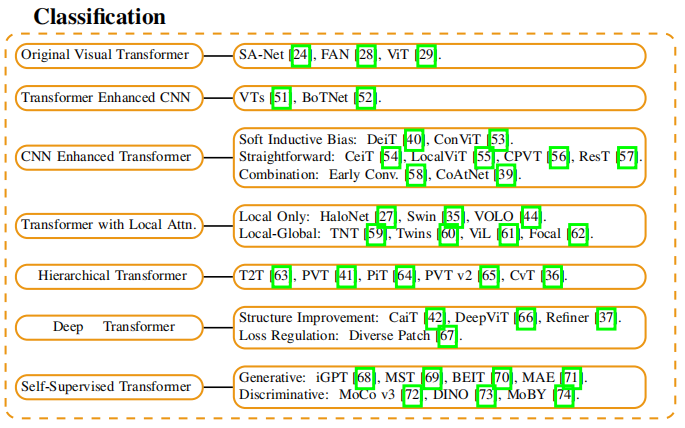 Classification
Original Visual Transformer
SA-Net [24], FAN [28], ViT [29].
Transformer Enhanced CNN
VTs [51], BoTNet [52].
CNN Enhanced Transformer
Soft Inductive Bias: DeiT [40], ConViT [53].
Straightforward: CeiT [54], LocalViT [55], CPVT [56], ResT [57].
Combination: Early Conv. [58], CoAtNet [39].
Transformer with Local Attn.
Local Only: HaloNet [27], Swin [35], VOLO [44].
Local-Global: TNT [59], Twins [60], ViL [61], Focal [62].
Hierarchical Transformer
T2T [63], PVT [41], PiT [64], PVT v2 [65], CvT [36].
Deep Transformer
Structure Improvement: CaiT [42], DeepViT [66], Refiner [37].
Loss Regulation: Diverse Patch [67].
Self-Supervised Transformer
Generative: iGPT [68], MST [69], BEIT [70], MAE [71].
Discriminative: MoCo v3 [72], DINO [73], MoBY [74].